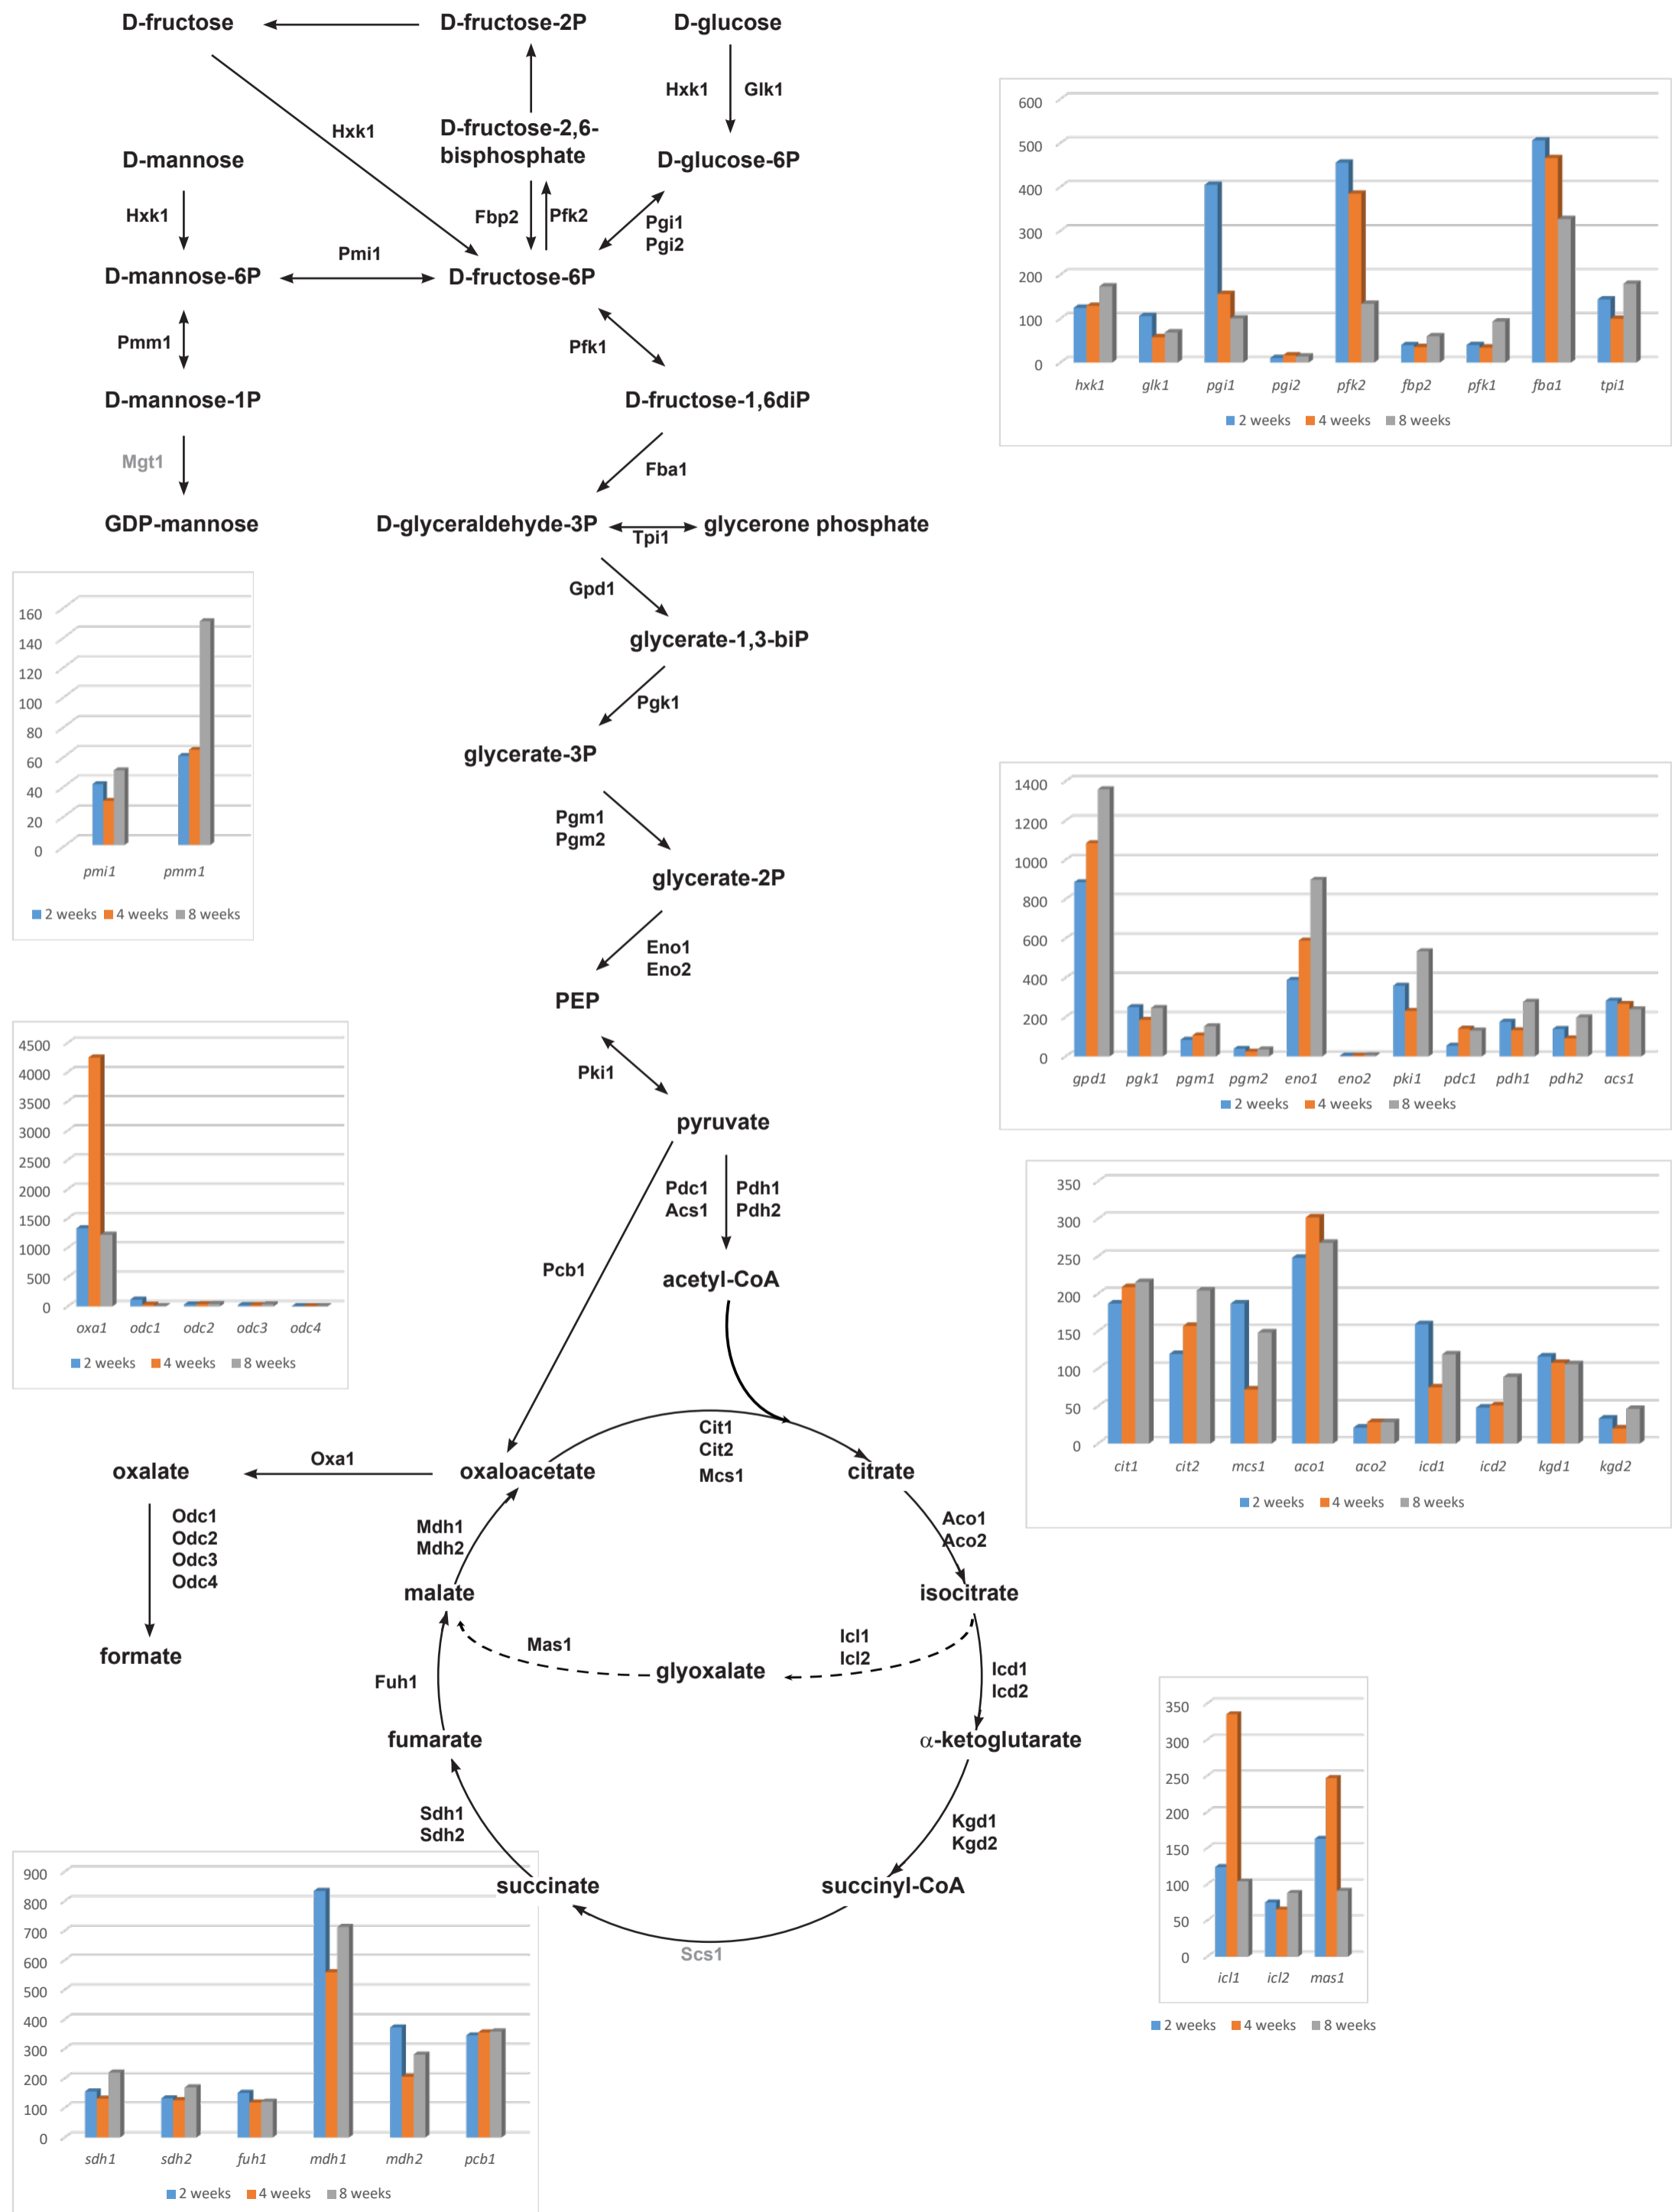 D-fructose
D-fructose-2P
D-glucose
Hxk1
Glk1
Hxk1
D-fructose-2,6-
bisphosphate
D-mannose
D-glucose-6P
Hxk1
Fbp2
Pfk2
Pgi1
Pgi2
Pmi1
D-mannose-6P
D-fructose-6P
Pmm1
Pfk1
D-mannose-1P
D-fructose-1,6diP
Mgt1
Fba1
GDP-mannose
D-glyceraldehyde-3P
glycerone phosphate
Tpi1
Gpd1
glycerate-1,3-biP
Pgk1
glycerate-3P
Pgm1
Pgm2
glycerate-2P
Eno1
Eno2
PEP
Pki1
pyruvate
Pdc1
Acs1
Pdh1
Pdh2
Pcb1
acetyl-CoA
Cit1
Cit2
Mcs1
Oxa1
oxalate
oxaloacetate
citrate
Odc1
Odc2
Odc3
Odc4
Mdh1
Mdh2
Aco1
Aco2
malate
isocitrate
formate
Mas1
Icl1
Icl2
glyoxalate
Fuh1
Icd1
Icd2
fumarate
α-ketoglutarate
Sdh1
Sdh2
Kgd1
Kgd2
succinate
succinyl-CoA
Scs1
600
500
400
300
200
100
0
hxk1 glk1 pgi1 pgi2 pfk2 fbp2 pfk1 fba1 tpi1
2 weeks 4 weeks 8 weeks
160
140
120
100
80
60
40
20
0
pmi1 pmm1
2 weeks 4 weeks 8 weeks
1400
1200
1000
800
600
400
200
0
gpd1 pgk1 pgm1 pgm2 eno1 eno2 pki1 pdc1 pdh1 pdh2 acs1
2 weeks 4 weeks 8 weeks
4500
4000
3500
3000
2500
2000
1500
1000
500
0
oxa1 odc1 odc2 odc3 odc4
2 weeks 4 weeks 8 weeks
350
300
250
200
150
100
50
0
cit1 cit2 mcs1 aco1 aco2 icd1 icd2 kgd1 kgd2
2 weeks 4 weeks 8 weeks
350
300
250
200
150
100
50
0
icl1 icl2 mas1
2 weeks 4 weeks 8 weeks
900
800
700
600
500
400
300
200
100
0
sdh1 sdh2 fuh1 mdh1 mdh2 pcb1
2 weeks 4 weeks 8 weeks